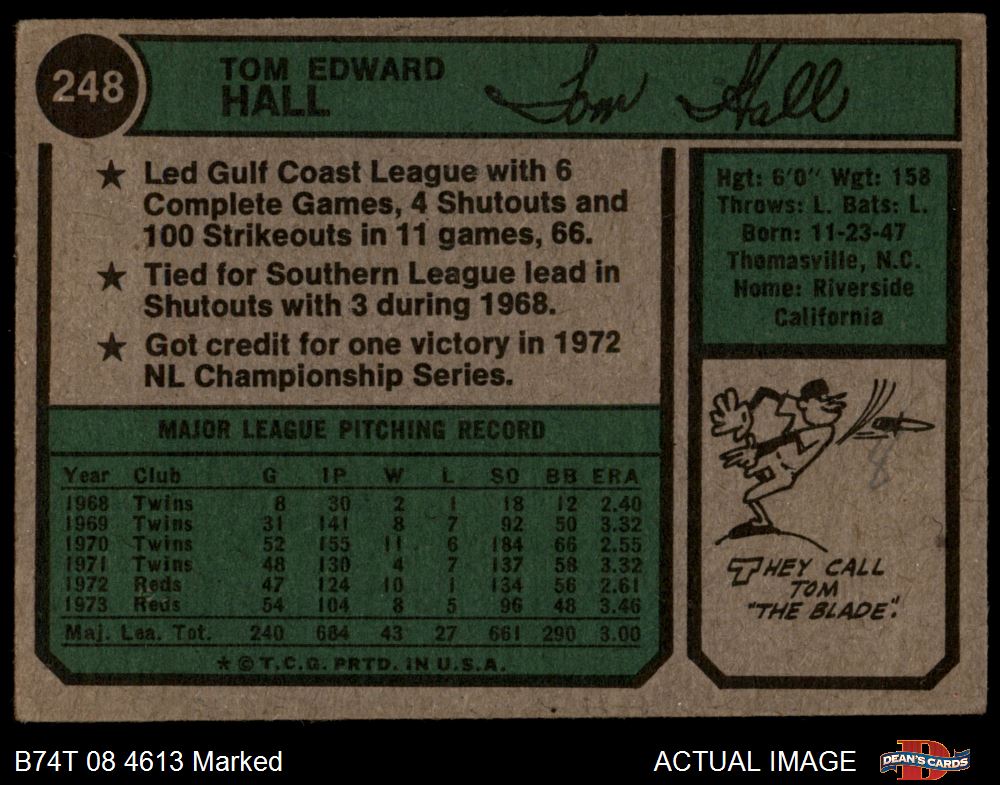 248
TOM EDWARD
HALL
Tom Hall
★ Led Gulf Coast League with 6
Complete Games, 4 Shutouts and
100 Strikeouts in 11 games, 66.
★ Tied for Southern League lead in
Shutouts with 3 during 1968.
★ Got credit for one victory in 1972
NL Championship Series.
MAJOR LEAGUE PITCHING RECORD
Year Club G IP W L SO BB ERA
1968 Twins 8 30 2 1 18 12 2.40
1969 Twins 31 141 8 7 92 50 3.32
1970 Twins 52 155 11 6 184 66 2.55
1971 Twins 48 130 4 7 137 58 3.32
1972 Reds 47 124 10 1 134 56 2.61
1973 Reds 54 104 8 5 96 48 3.46
Maj. Lea. Tot. 240 684 43 27 661 290 3.00
★ © T.C.G. PRTD. IN U.S.A.
Hgt: 6'0" Wgt: 158
Throws: L. Bats: L.
Born: 11-23-47
Thomasville, N.C.
Home: Riverside
California
8
THEY CALL
TOM
"THE BLADE".
B74T 08 4613 Marked
ACTUAL IMAGE
DEAN'S CARDS